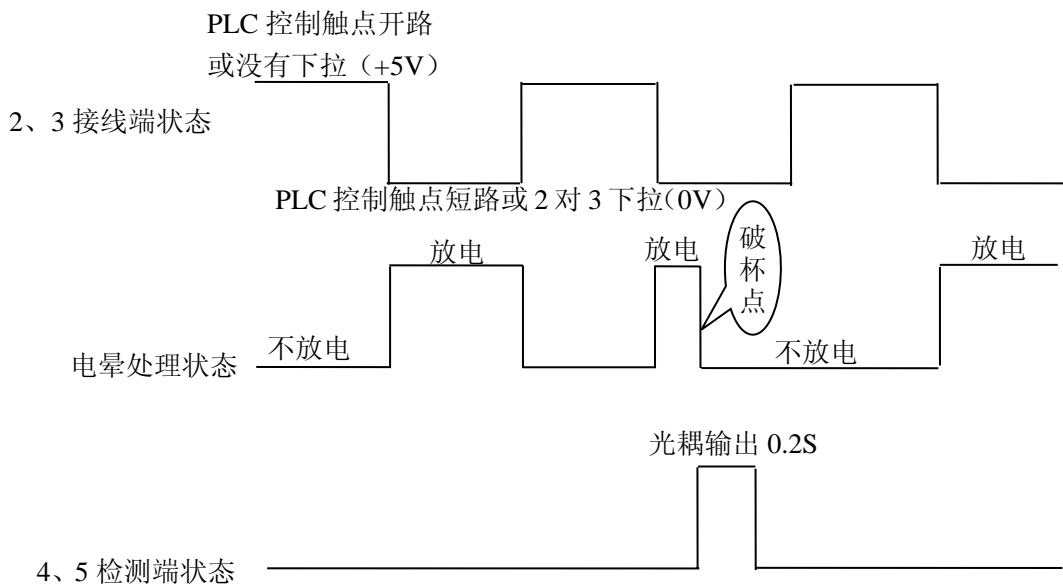 PLC 控制触点开路
或没有下拉（+5V）
2、3 接线端状态
PLC 控制触点短路或 2 对 3 下拉（0V）
放电
放电
破杯点
放电
不放电
不放电
电晕处理状态
光耦输出 0.2S
4、5 检测端状态